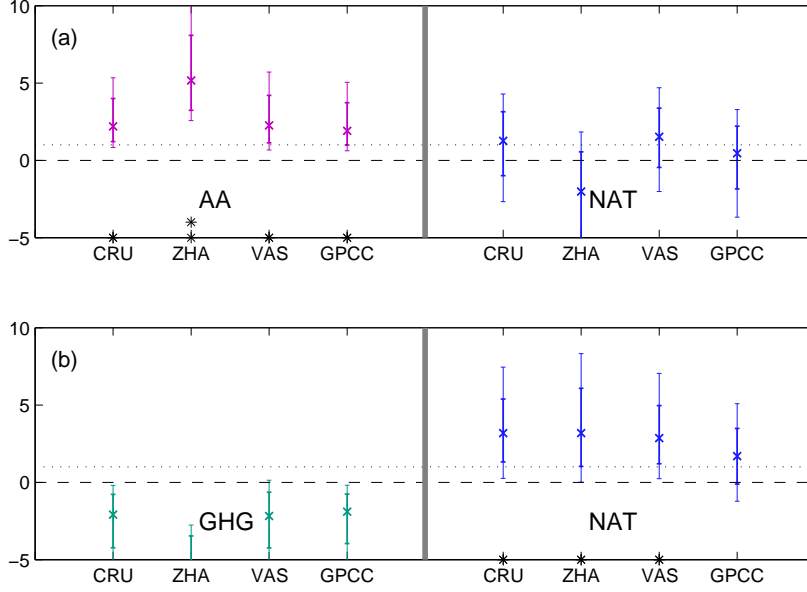 10
(a)
5
0
AA
NAT
−5
CRU ZHA VAS GPCC CRU ZHA VAS GPCC
10
(b)
5
0
GHG
NAT
−5
CRU ZHA VAS GPCC CRU ZHA VAS GPCC